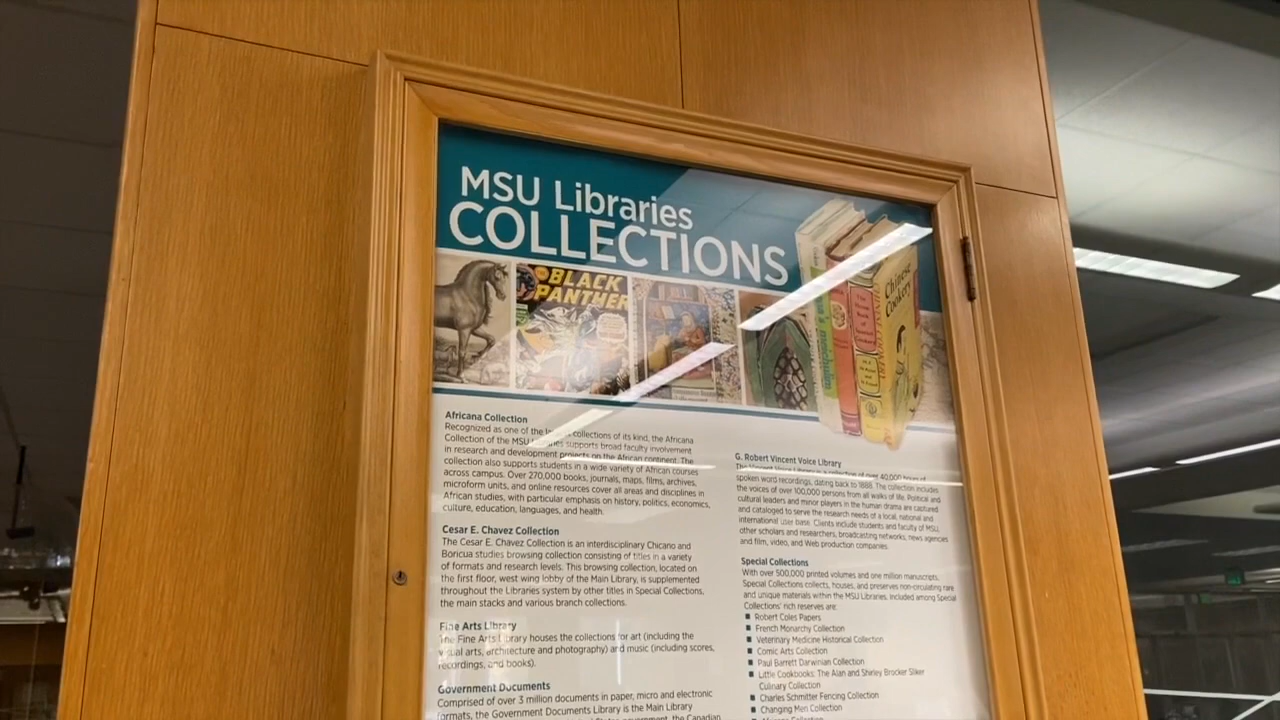 MSU Libraries
COLLECTIONS
BLACK
PANTHER
Chinese
Cookery
Africana Collection
Recognized as one of the collections of its kind, the Africana
Collection of the MSU supports broad faculty involvement
in research and development projects on the African continent. The
collection also supports students in a wide variety of African courses
across campus. Over 270,000 books, journals, maps, films, archives,
microform units, and online resources cover all areas and disciplines in
African studies, with particular emphasis on history, politics, economics,
culture, education, languages, and health.
Cesar E. Chavez Collection
The Cesar E. Chavez Collection is an interdisciplinary Chicano and
Boricua studies browsing collection consisting of titles in a variety
of formats and research levels. This browsing collection, located on
the first floor, west wing lobby of the Main Library, is supplemented
throughout the Libraries system by other titles in Special Collections,
the main stacks and various branch collections.
Fine Arts Library
The Fine Arts Library houses the collections for art (including the
visual arts, architecture and photography) and music (including scores,
recordings, and books).
Government Documents
Comprised of over 3 million documents in paper, micro and electronic
formats, the Government Documents Library is the Main Library
government, the Canadian
G. Robert Vincent Voice Library
The Vincent Voice Library is a collection of over 40,000 hours of
spoken word recordings, dating back to 1888. The collection includes
the voices of over 100,000 persons from all walks of life. Political and
cultural leaders and minor players in the human drama are captured
and cataloged to serve the research needs of a local, national and
international user base. Clients include students and faculty of MSU,
other scholars and researchers, broadcasting networks, news agencies
and film, video, and Web production companies.
Special Collections
With over 500,000 printed volumes and one million manuscripts,
Special Collections collects, houses, and preserves non-circulating rare
and unique materials within the MSU Libraries. Included among Special
Collections' rich reserves are:
■ Robert Coles Papers
■ French Monarchy Collection
■ Veterinary Medicine Historical Collection
■ Comic Arts Collection
■ Paul Barrett Darwinian Collection
■ Little Cookbooks: The Alan and Shirley Brocker Sliker
Culinary Collection
■ Charles Schmitter Fencing Collection
■ Changing Men Collection